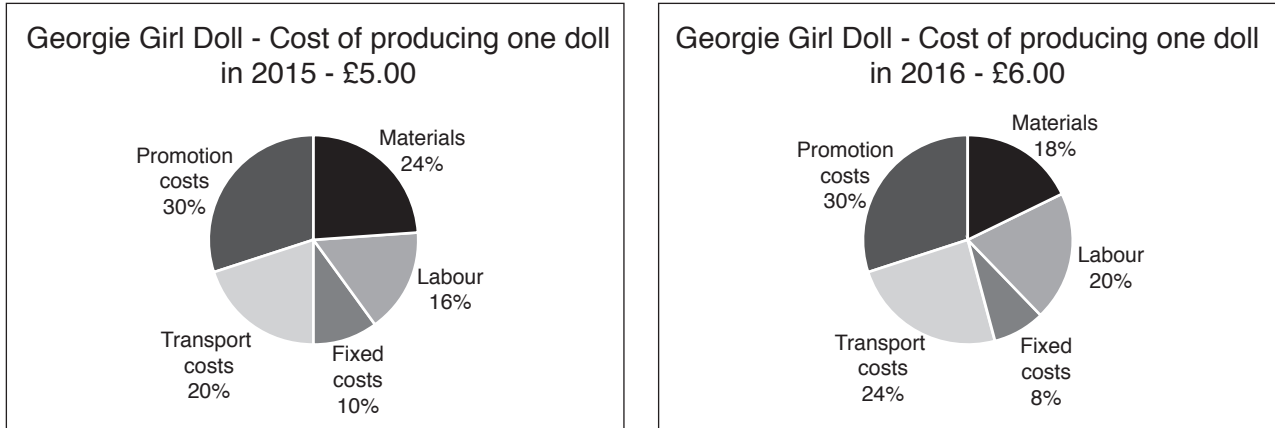 Georgie Girl Doll - Cost of producing one doll
in 2015 - £5.00
Promotion
costs
30%
Materials
24%
Labour
16%
Fixed
costs
10%
Transport
costs
20%
Georgie Girl Doll - Cost of producing one doll
in 2016 - £6.00
Promotion
costs
30%
Materials
18%
Labour
20%
Fixed
costs
8%
Transport
costs
24%